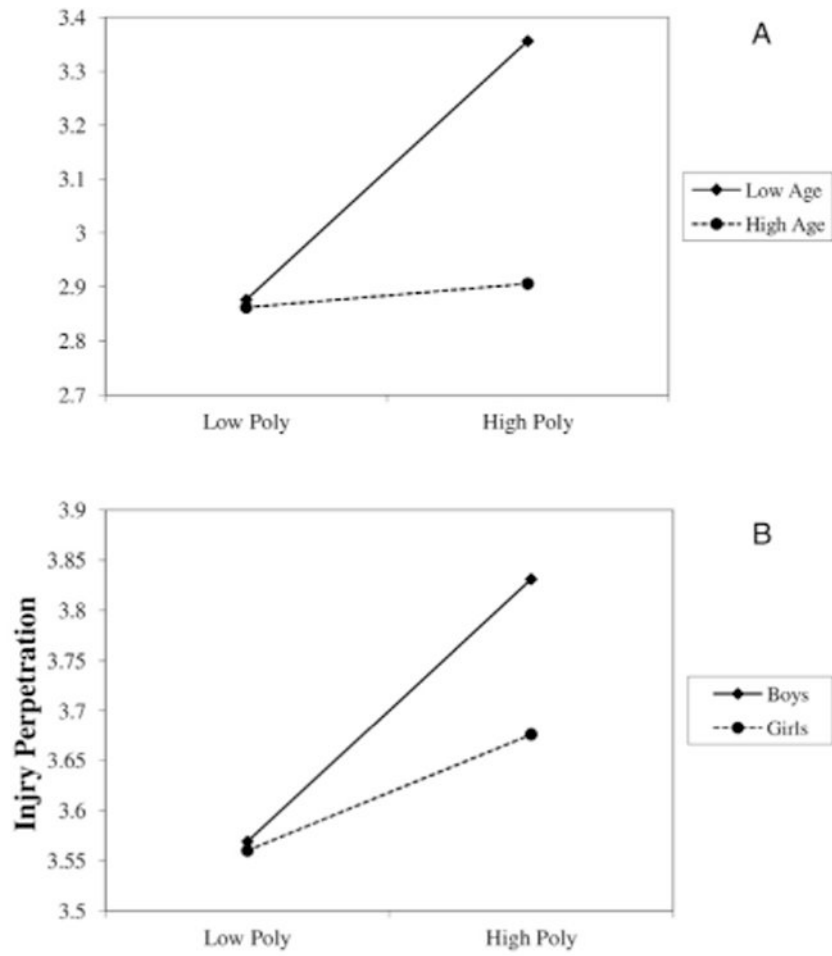 A
3.4
3.3
3.2
3.1
3
2.9
2.8
2.7
Low Poly High Poly
Low Age
High Age
B
3.9
3.85
3.8
3.75
3.7
3.65
3.6
3.55
3.5
Injry Perpetration
Low Poly High Poly
Boys
Girls